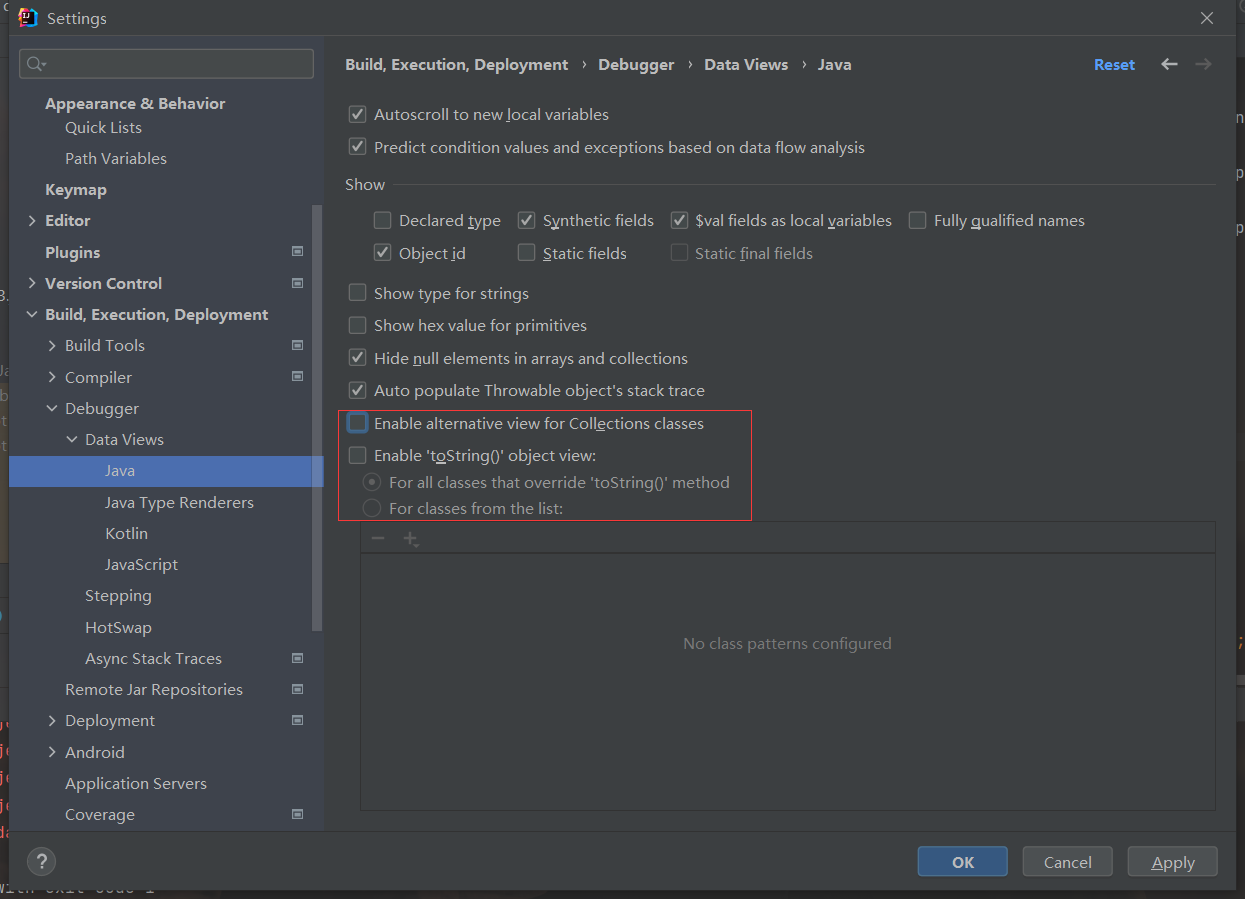 Settings
Appearance & Behavior
Quick Lists
Path Variables
Keymap
Editor
Plugins
Version Control
Build, Execution, Deployment
Build Tools
Compiler
Debugger
Data Views
Java
Java Type Renderers
Kotlin
JavaScript
Stepping
HotSwap
Async Stack Traces
Remote Jar Repositories
Deployment
Android
Application Servers
Coverage
Build, Execution, Deployment › Debugger › Data Views › Java
Reset
Autoscroll to new local variables
Predict condition values and exceptions based on data flow analysis
Show
Declared type Synthetic fields $val fields as local variables Fully qualified names
Object id Static fields Static final fields
Show type for strings
Show hex value for primitives
Hide null elements in arrays and collections
Auto populate Throwable object's stack trace
Enable alternative view for Collections classes
Enable 'toString()' object view:
For all classes that override 'toString()' method
For classes from the list:
No class patterns configured
? OK Cancel Apply